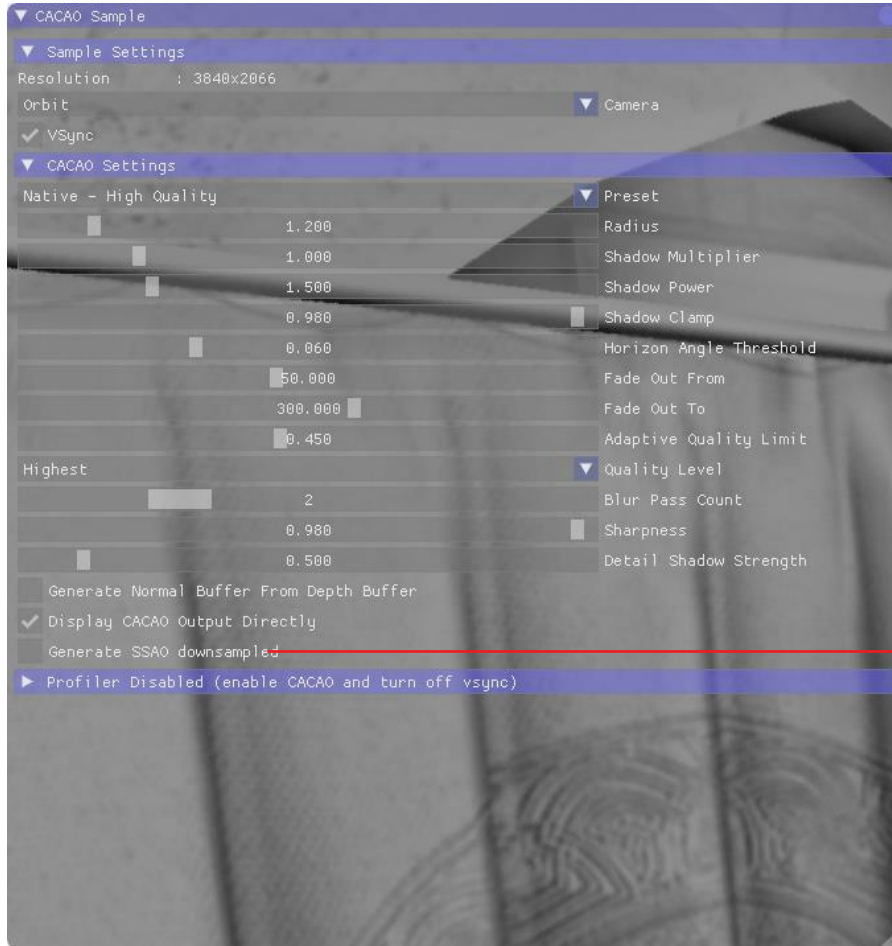 CACAO Sample
Sample Settings
Resolution : 3840x2066
Orbit Camera
VSync
CACAO Settings
Native - High Quality Preset
1.200 Radius
1.000 Shadow Multiplier
1.500 Shadow Power
0.980 Shadow Clamp
0.060 Horizon Angle Threshold
50.000 Fade Out From
300.000 Fade Out To
0.450 Adaptive Quality Limit
Highest Quality Level
2 Blur Pass Count
0.980 Sharpness
0.500 Detail Shadow Strength
Generate Normal Buffer From Depth Buffer
Display CACAO Output Directly
Generate SSAO downsampled
Profiler Disabled (enable CACAO and turn off vsync)